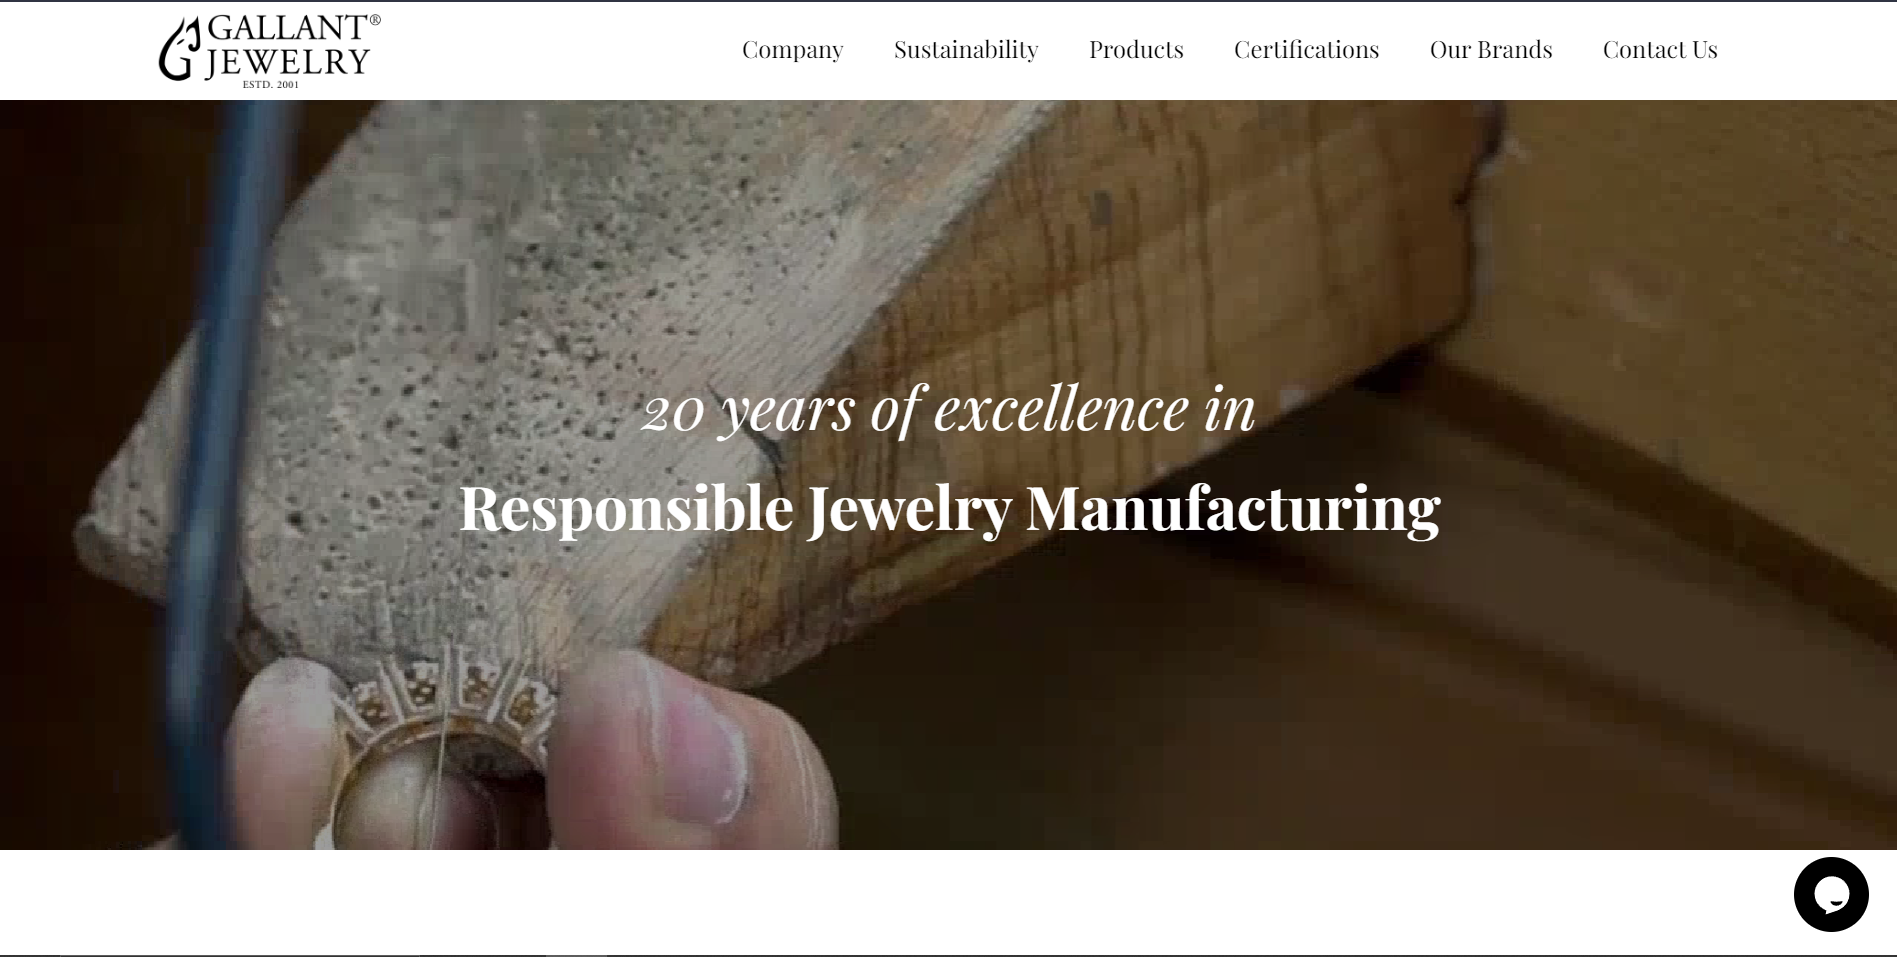 GALLANT®
JEWELRY
ESTD. 2001
Company Sustainability Products Certifications Our Brands Contact Us
20 years of excellence in
Responsible Jewelry Manufacturing